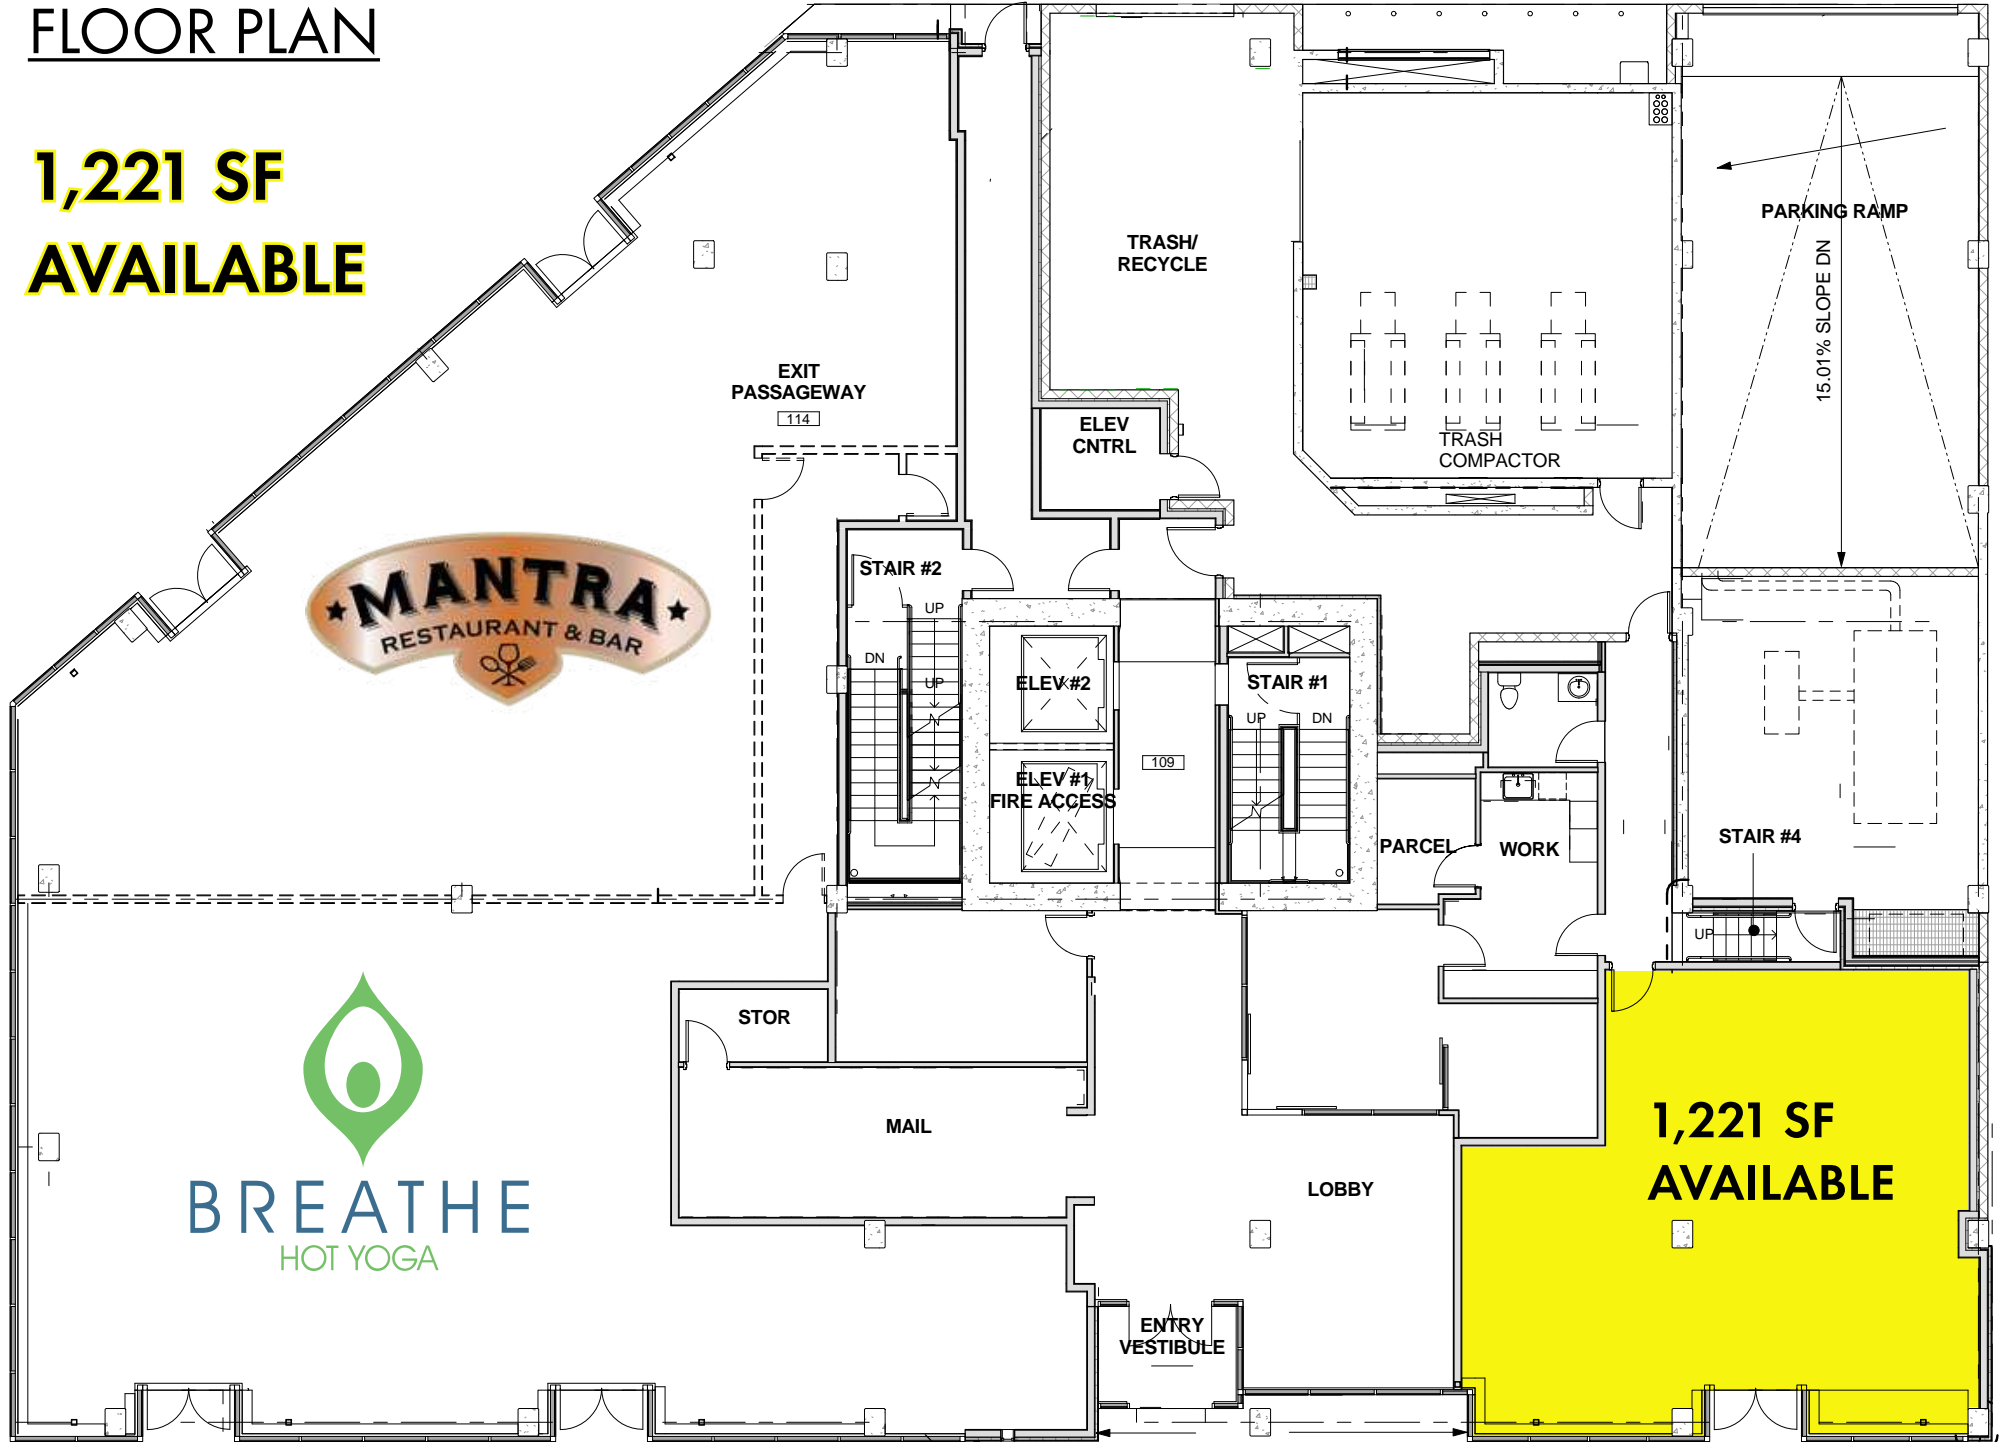 FLOOR PLAN
1,221 SF
AVAILABLE
TRASH/
RECYCLE
PARKING RAMP
15.01% SLOPE DN
EXIT
PASSAGEWAY
114
ELEV
CNTRL
TRASH
COMPACTOR
MANTRA
RESTAURANT & BAR
STAIR #2
UP
DN
UP
ELEV #2
STAIR #1
UP
DN
109
ELEV #1
FIRE ACCESS
PARCEL
WORK
STAIR #4
UP
STOR
MAIL
LOBBY
1,221 SF
AVAILABLE
BREATHE
HOT YOGA
ENTRY
VESTIBULE